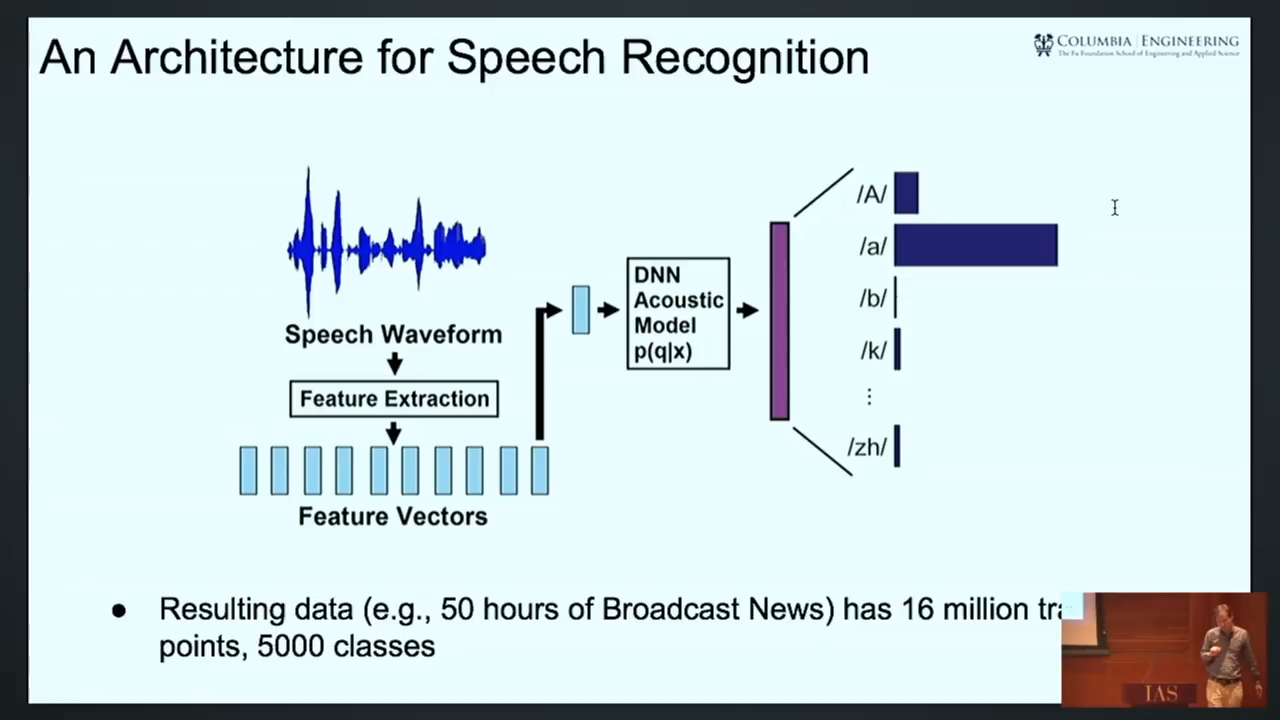 An Architecture for Speech Recognition
COLUMBIA | ENGINEERING
The Fu Foundation School of Engineering and Applied Science
Speech Waveform
Feature Extraction
Feature Vectors
DNN
Acoustic
Model
p(q|x)
/A/
/a/
/b/
/k/
⋮
/zh/
● Resulting data (e.g., 50 hours of Broadcast News) has 16 million
points, 5000 classes
IAS